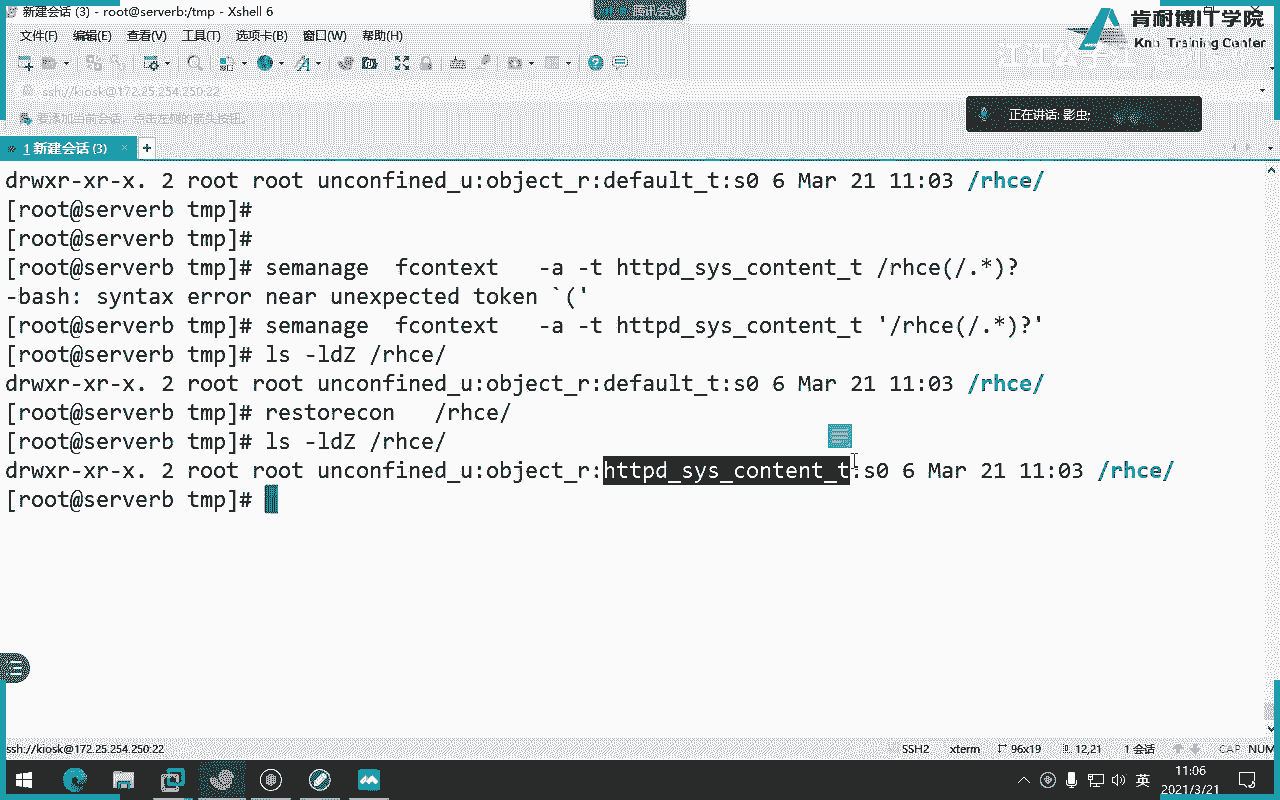 新建会话 (3) - root@serverb:/tmp - Xshell 6
腾讯会议
肯耐博IT学院
Training Center
文件(F) 编辑(E) 查看(V) 工具(T) 选项卡(B) 窗口(W) 帮助(H)
ssh://kiosk@172.25.254.250:22
要添加当前会话，点击左侧的箭头按钮。
正在讲话: 影虫;
1 新建会话 (3) × +
drwxr-xr-x. 2 root root unconfined_u:object_r:default_t:s0 6 Mar 21 11:03 /rhce/
[root@serverb tmp]#
[root@serverb tmp]#
[root@serverb tmp]# semanage  fcontext   -a -t httpd_sys_content_t /rhce(/.*)?
-bash: syntax error near unexpected token `('
[root@serverb tmp]# semanage  fcontext   -a -t httpd_sys_content_t '/rhce(/.*)?'
[root@serverb tmp]# ls -ldZ /rhce/
drwxr-xr-x. 2 root root unconfined_u:object_r:default_t:s0 6 Mar 21 11:03 /rhce/
[root@serverb tmp]# restorecon   /rhce/
[root@serverb tmp]# ls -ldZ /rhce/
drwxr-xr-x. 2 root root unconfined_u:object_r:httpd_sys_content_t:s0 6 Mar 21 11:03 /rhce/
[root@serverb tmp]#
ssh://kiosk@172.25.254.250:22 SSH2 xterm 96x19 12,21 1 会话 CAP NUM
英 11:06
2021/3/21